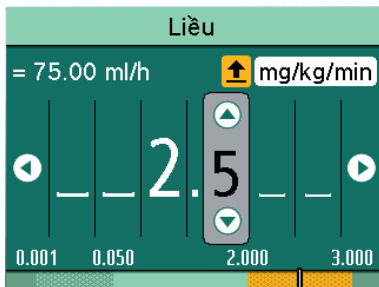 Liều
= 75.00 ml/h mg/kg/min
_ _ 2.5 _ _
0.001 0.050 2.000 3.000